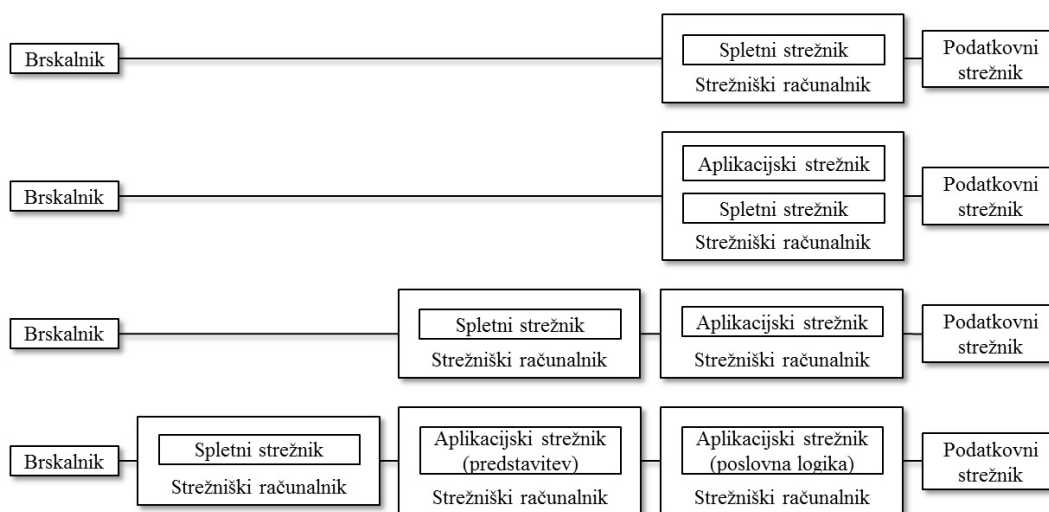 Brskalnik
Spletni strežnik
Strežniški računalnik
Podatkovni
strežnik
Brskalnik
Aplikacijski strežnik
Spletni strežnik
Strežniški računalnik
Podatkovni
strežnik
Brskalnik
Spletni strežnik
Strežniški računalnik
Aplikacijski strežnik
Strežniški računalnik
Podatkovni
strežnik
Brskalnik
Spletni strežnik
Strežniški računalnik
Aplikacijski strežnik
(predstavitev)
Strežniški računalnik
Aplikacijski strežnik
(poslovna logika)
Strežniški računalnik
Podatkovni
strežnik